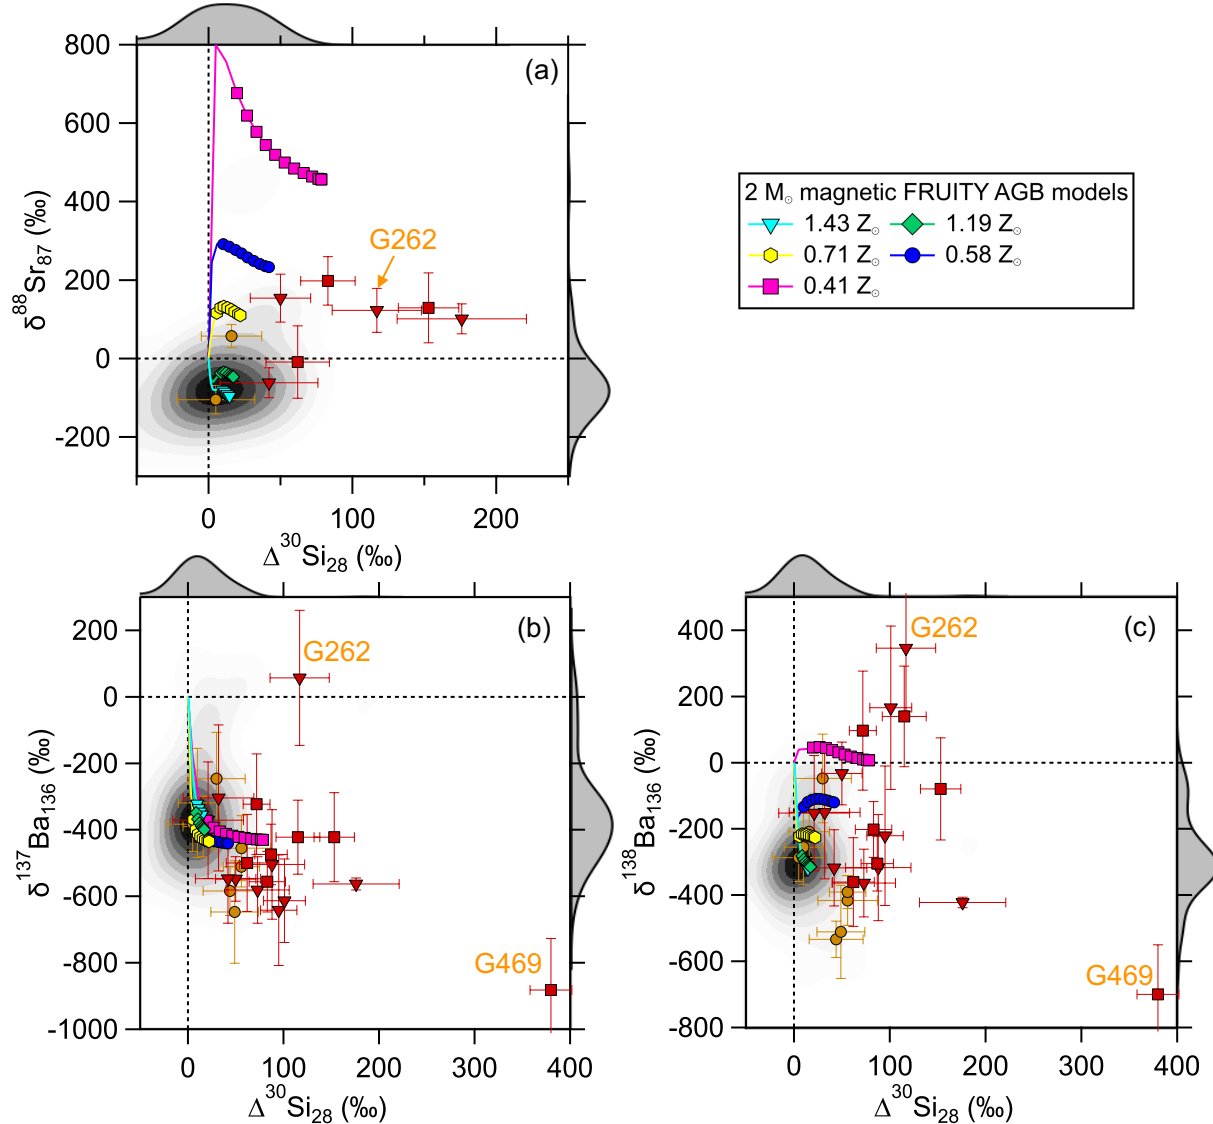 (a)
800
600
400
200
0
-200
δ⁸⁸Sr₈₇ (‰)
G262
0
100
200
Δ³⁰Si₂₈ (‰)
2 M☉ magnetic FRUITY AGB models
1.43 Z☉
1.19 Z☉
0.71 Z☉
0.58 Z☉
0.41 Z☉
(b)
200
0
-200
-400
-600
-800
-1000
δ¹³⁷Ba₁₃₆ (‰)
G262
G469
0
100
200
300
400
Δ³⁰Si₂₈ (‰)
(c)
400
200
0
-200
-400
-600
-800
δ¹³⁸Ba₁₃₆ (‰)
G262
G469
0
100
200
300
400
Δ³⁰Si₂₈ (‰)